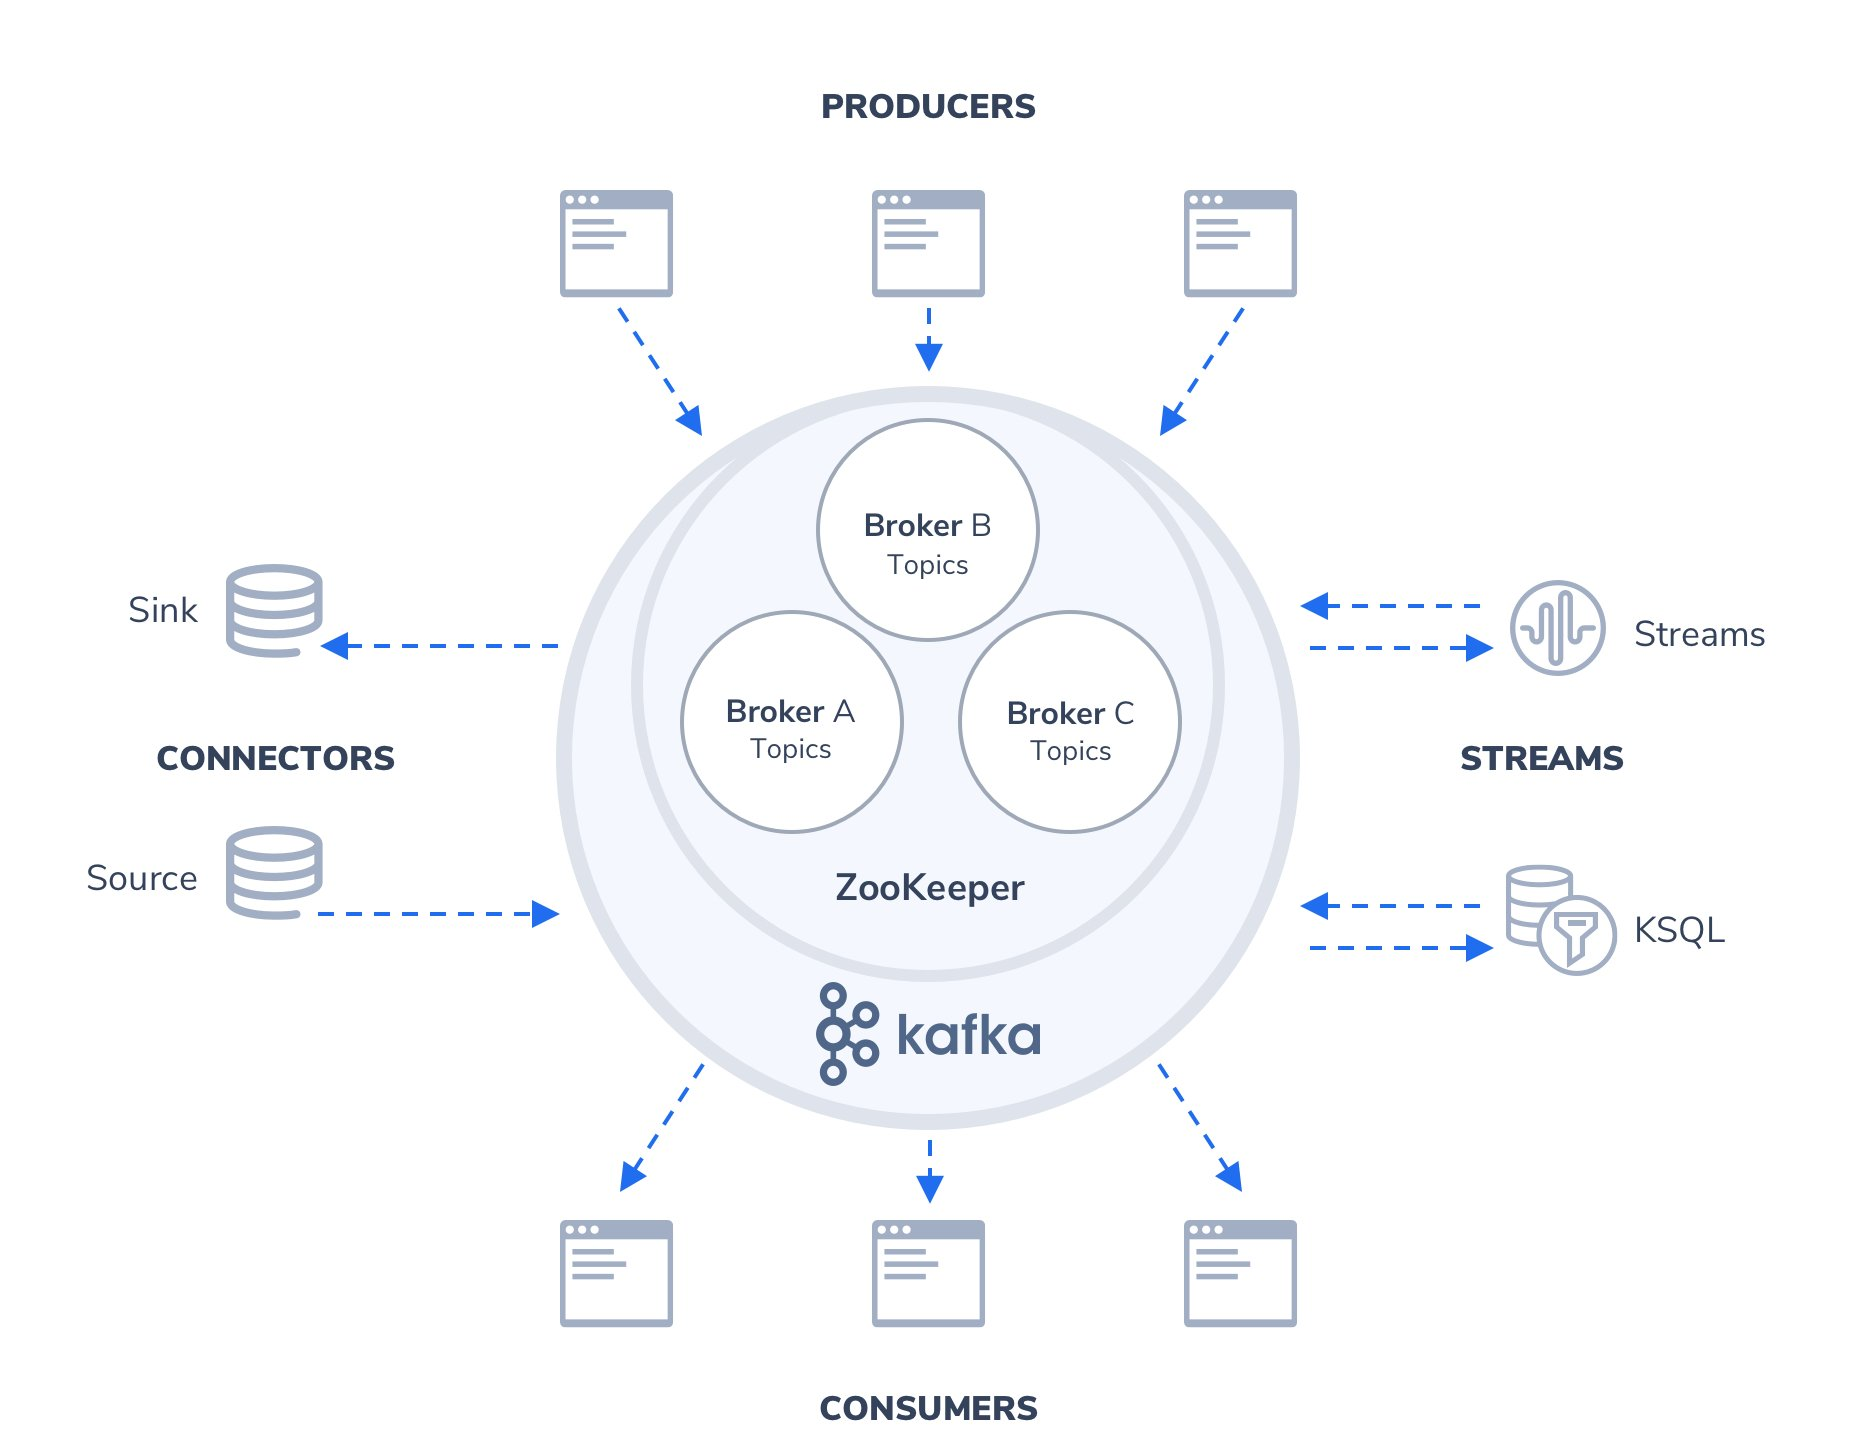 PRODUCERS
Broker B
Topics
Sink
Streams
Broker A
Topics
Broker C
Topics
CONNECTORS
STREAMS
Source
ZooKeeper
KSQL
kafka
CONSUMERS